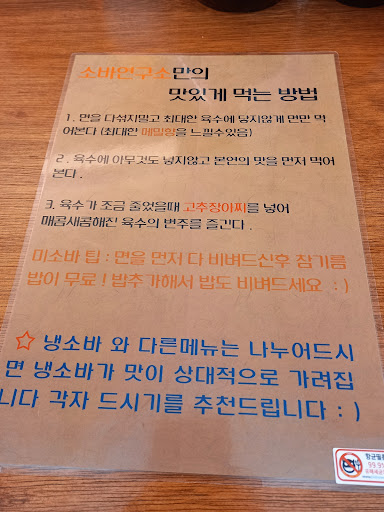 소바연구소만의
맛있게 먹는 방법
1. 면을 다섞지말고 최대한 육수에 닿지않게 면만 먹
어본다 (최대한 메밀향을 느낄수있음)
2. 육수에 아무것도 넣지않고 본연의 맛을 먼저 먹어
본다.
3. 육수가 조금 줄었을때 고추장아찌를 넣어
매콤새콤해진 육수의 변주를 즐긴다.
미소바 팁 : 면을 먼저 다 비벼드신후 참기름
밥이 무료! 밥추가해서 밥도 비벼드세요 :)
☆ 냉소바 와 다른메뉴는 나누어드시
면 냉소바가 맛이 상대적으로 가려집
니다 각자 드시기를 추천드립니다 :)
항균필름